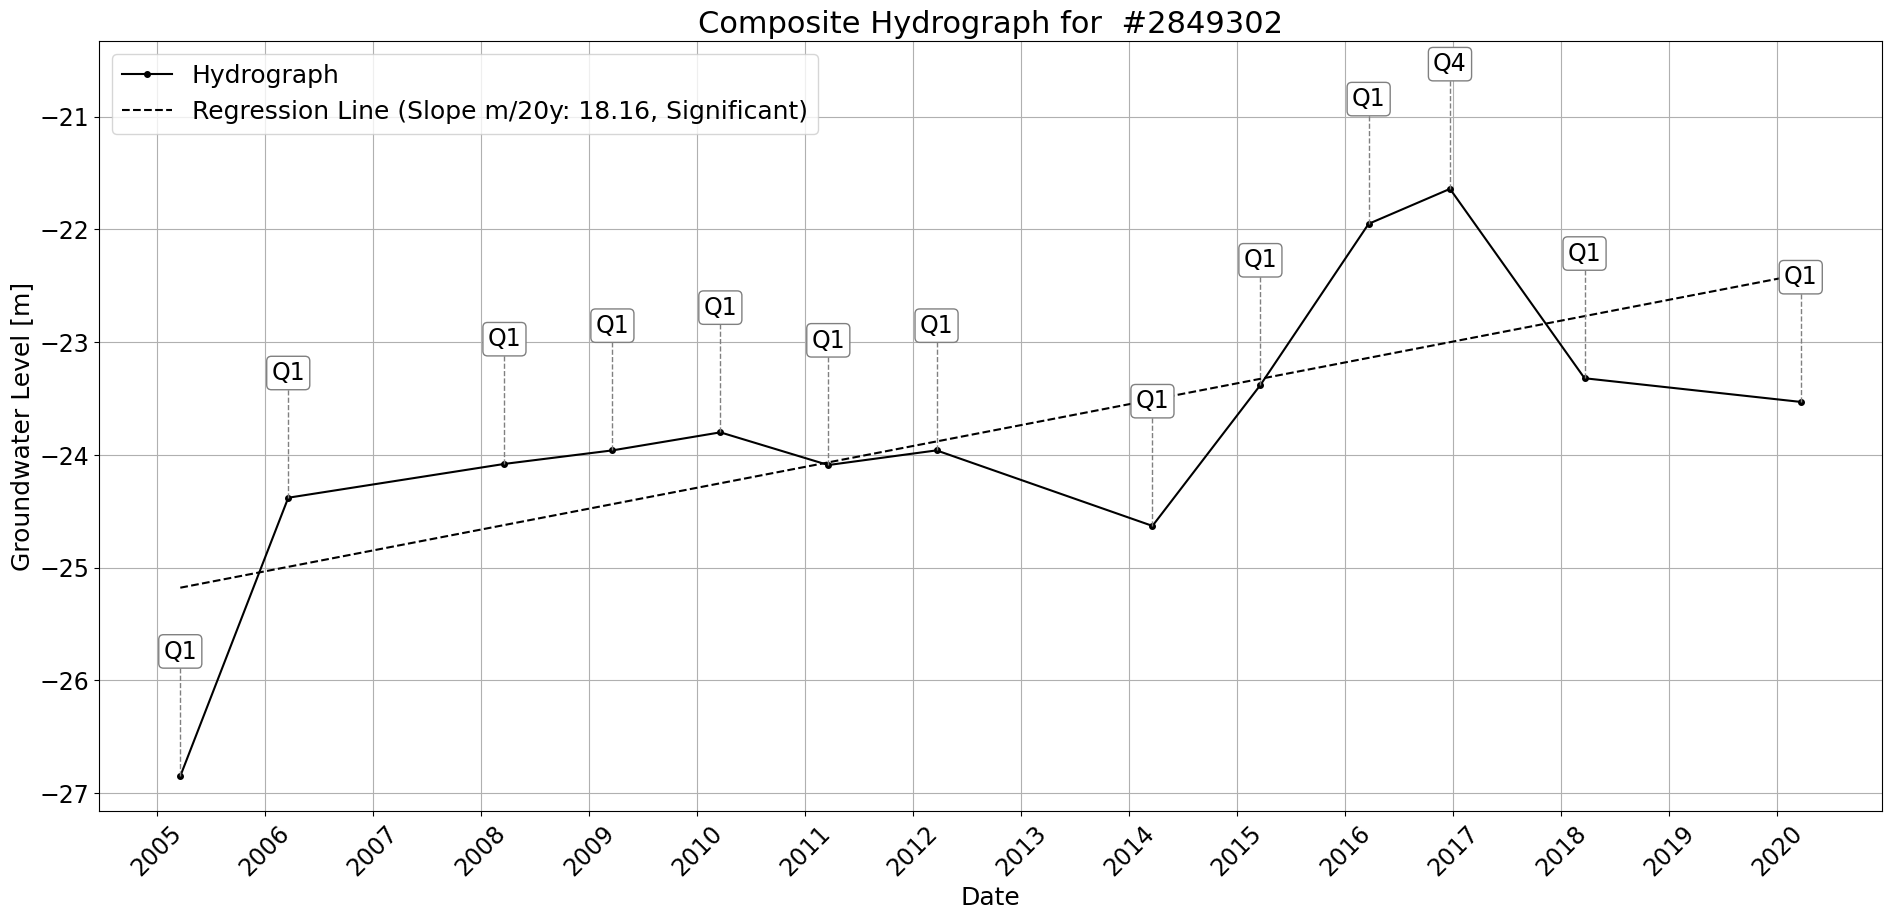 Composite Hydrograph for  #2849302
Hydrograph
Regression Line (Slope m/20y: 18.16, Significant)
Groundwater Level [m]
−21
−22
−23
−24
−25
−26
−27
Q1
Q1
Q1
Q1
Q1
Q1
Q1
Q1
Q1
Q1
Q4
Q1
Q1
2005
2006
2007
2008
2009
2010
2011
2012
2013
2014
2015
2016
2017
2018
2019
2020
Date